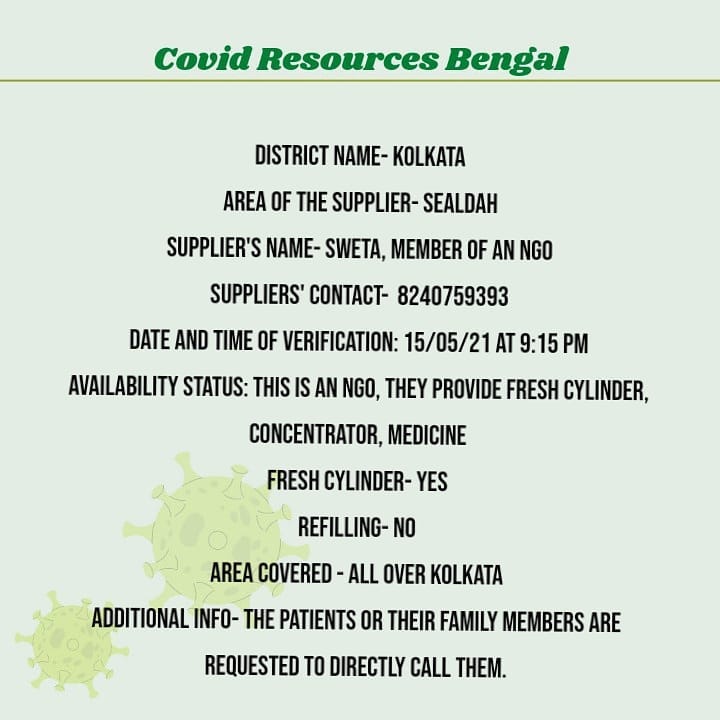 Covid Resources Bengal
DISTRICT NAME- KOLKATA
AREA OF THE SUPPLIER- SEALDAH
SUPPLIER'S NAME- SWETA, MEMBER OF AN NGO
SUPPLIERS' CONTACT- 8240759393
DATE AND TIME OF VERIFICATION: 15/05/21 AT 9:15 PM
AVAILABILITY STATUS: THIS IS AN NGO, THEY PROVIDE FRESH CYLINDER,
CONCENTRATOR, MEDICINE
FRESH CYLINDER- YES
REFILLING- NO
AREA COVERED - ALL OVER KOLKATA
ADDITIONAL INFO- THE PATIENTS OR THEIR FAMILY MEMBERS ARE
REQUESTED TO DIRECTLY CALL THEM.